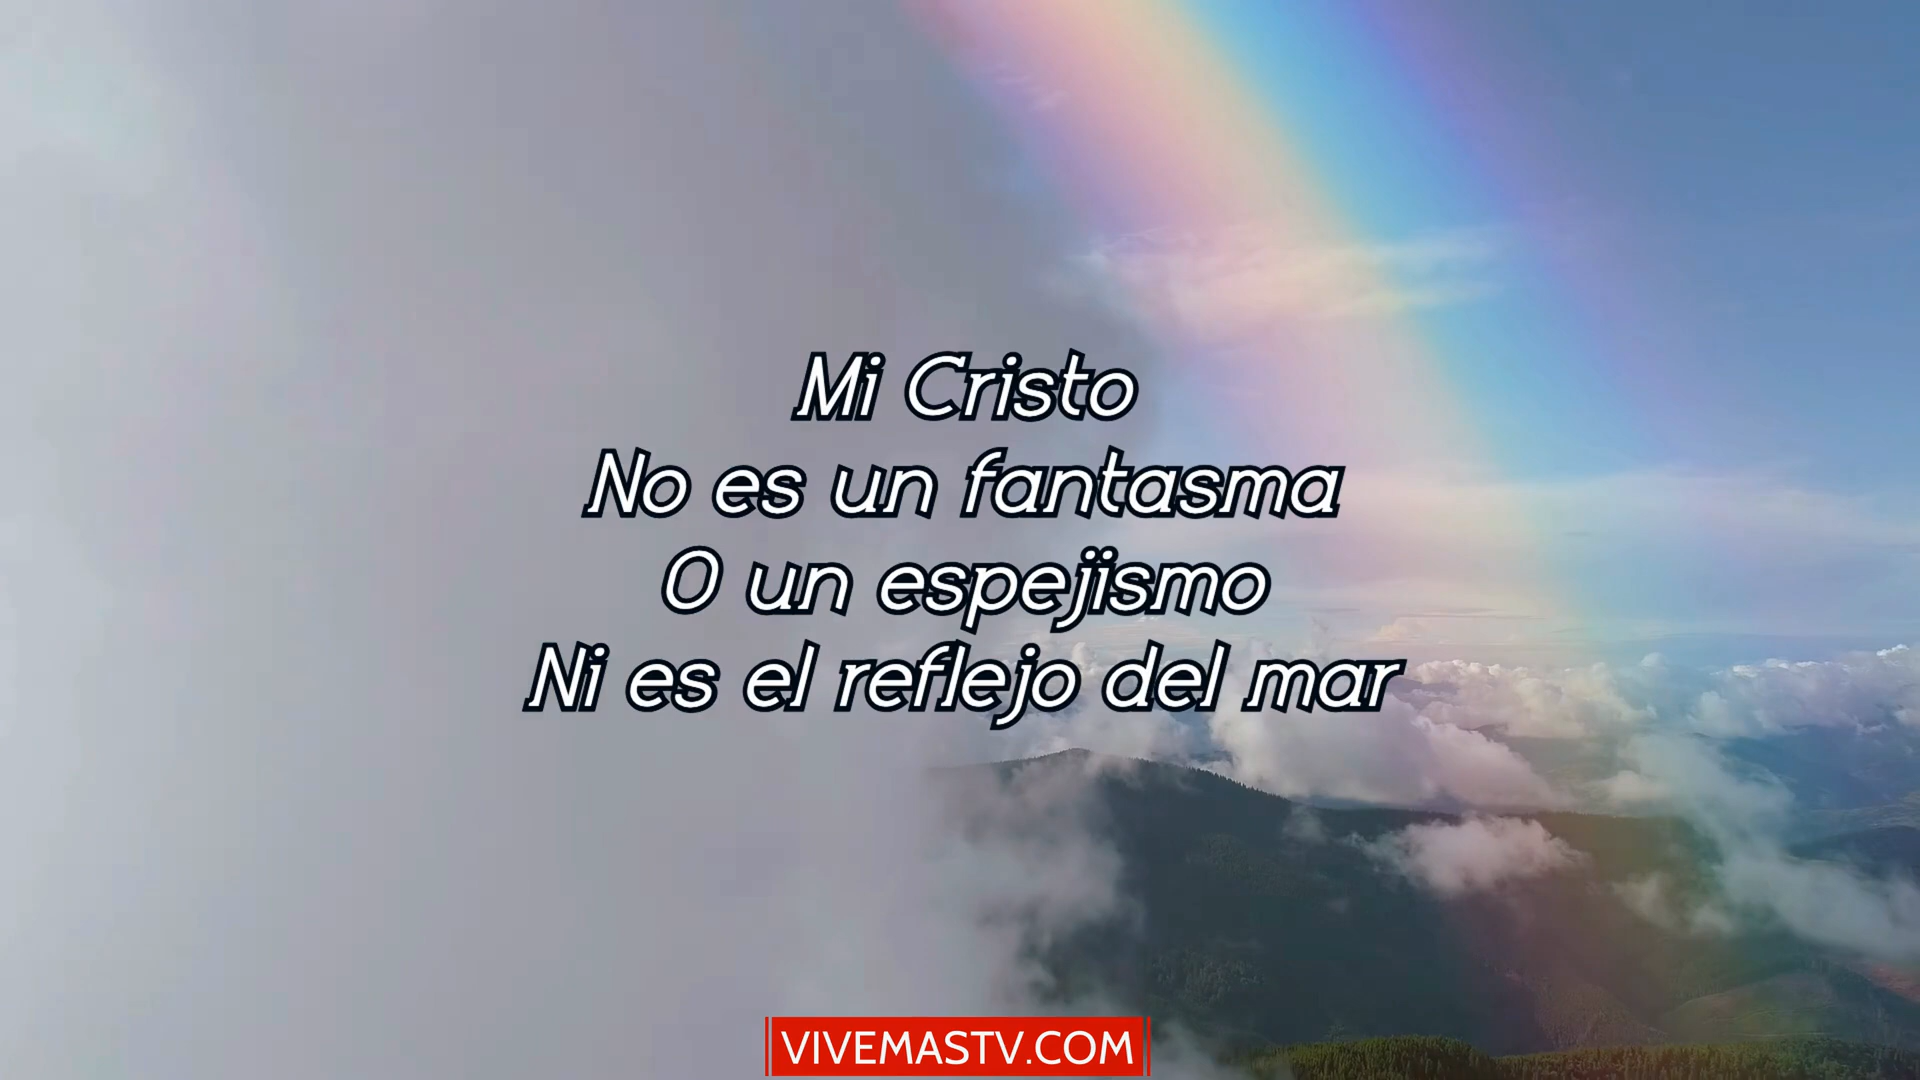 Mi Cristo
No es un fantasma
O un espejismo
Ni es el reflejo del mar
VIVEMASTV.COM